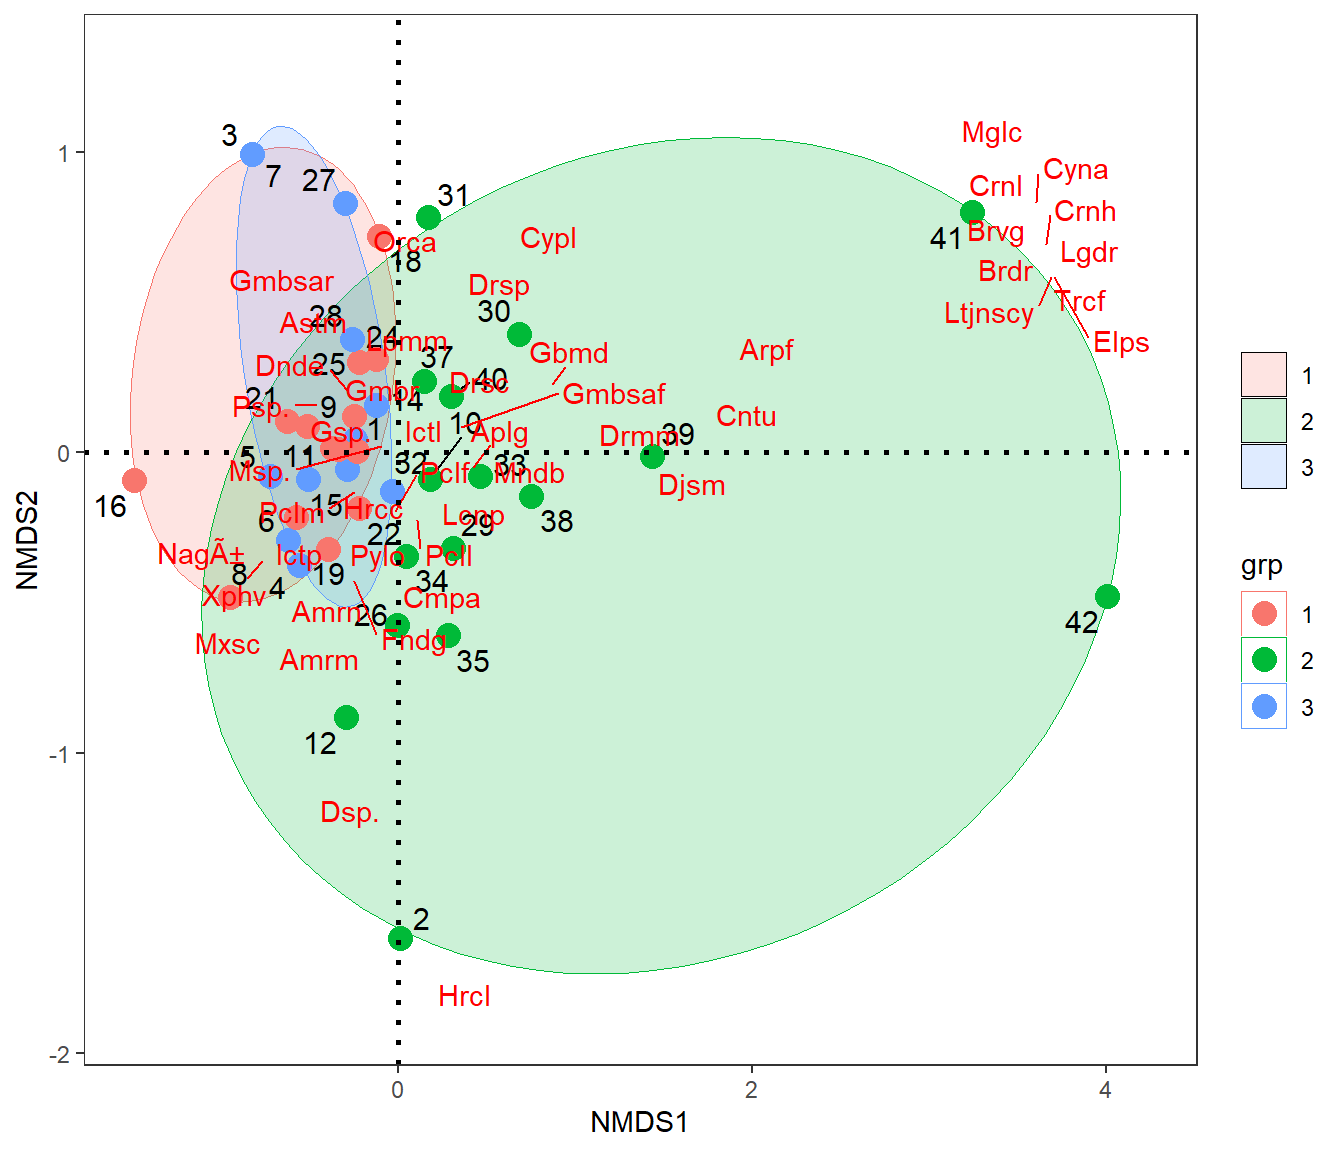 Mglc
3
Cyna
1
7
27
Crnl
31
Crnh
Orca
Cypl
41
Brvg
18
Lgdr
Gmbsar
Brdr
Drsp
Trcf
30
Ltjnscy
28
Astm
24
Lpmm
Elps
Gbmd
Arpf
37
25
Dnde
40
Drsc
Gmbr
Gmbsaf
1
21
Psp.
9
14
Cntu
2
10
Gsp.
1
Ictl
Aplg
Drmm
39
0
5
11
32
33
3
Msp.
Pclf
Mndb
Djsm
16
15
Pclm
Hrcc
Lcnp
6
22
29
38
NMDS2
NagÃ±
Ictp
Pylo
Pcll
grp
8
19
34
4
Xphv
Cmpa
1
Amrn
26
42
Mxsc
Fndg
Amrm
35
2
3
12
-1
Dsp.
2
Hrcl
-2
0
2
4
NMDS1